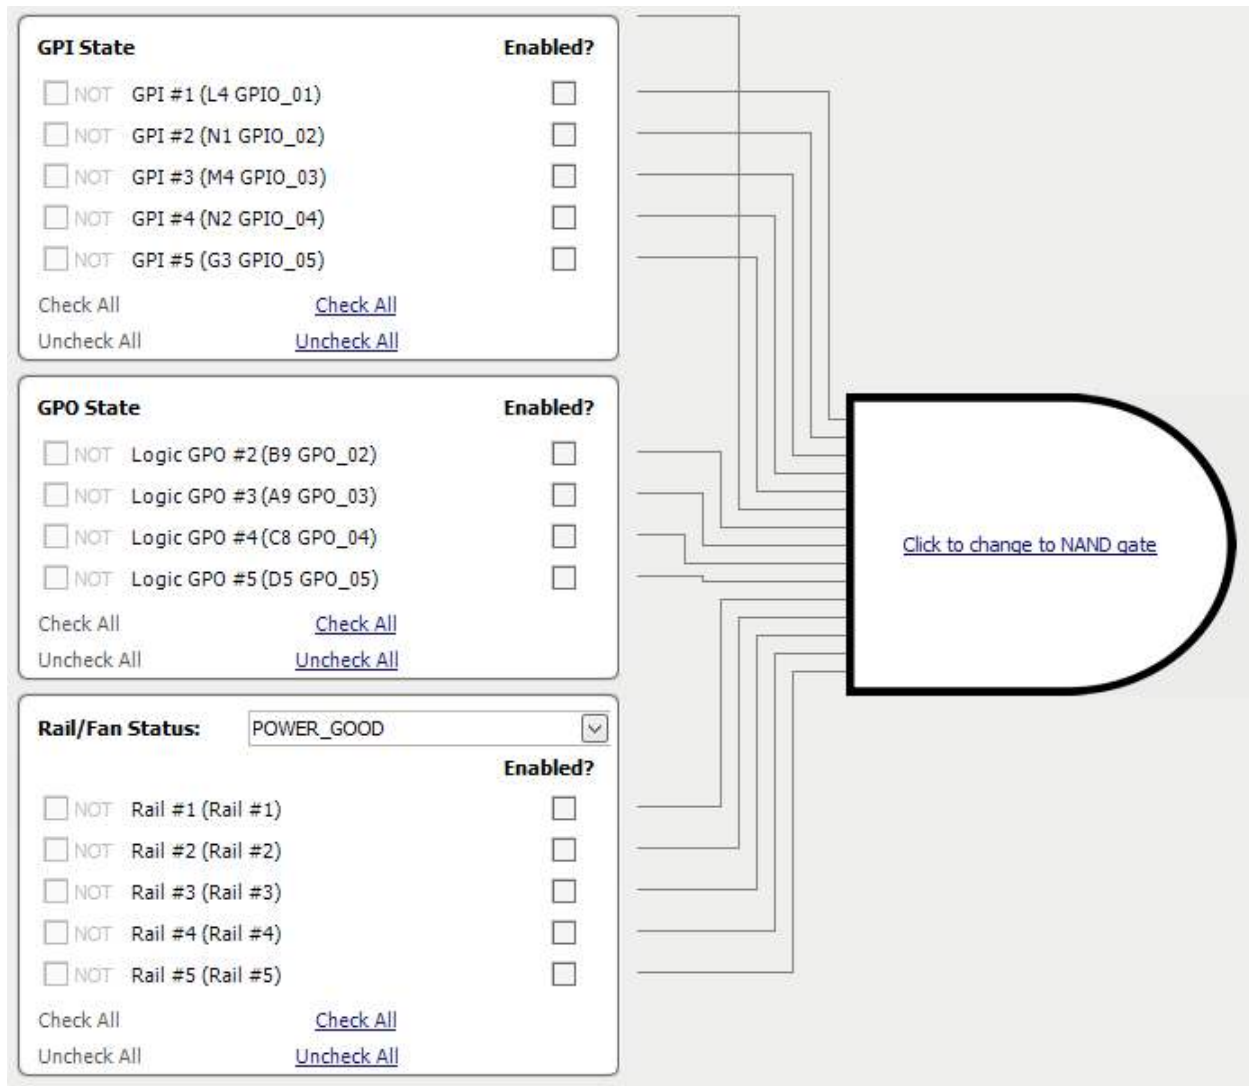 GPI State Enabled?
NOT GPI #1 (L4 GPIO_01)
NOT GPI #2 (N1 GPIO_02)
NOT GPI #3 (M4 GPIO_03)
NOT GPI #4 (N2 GPIO_04)
NOT GPI #5 (G3 GPIO_05)
Check All Check All
Uncheck All Uncheck All
GPO State Enabled?
NOT Logic GPO #2 (B9 GPO_02)
NOT Logic GPO #3 (A9 GPO_03)
NOT Logic GPO #4 (C8 GPO_04)
NOT Logic GPO #5 (D5 GPO_05)
Check All Check All
Uncheck All Uncheck All
Click to change to NAND gate
Rail/Fan Status: POWER_GOOD
Enabled?
NOT Rail #1 (Rail #1)
NOT Rail #2 (Rail #2)
NOT Rail #3 (Rail #3)
NOT Rail #4 (Rail #4)
NOT Rail #5 (Rail #5)
Check All Check All
Uncheck All Uncheck All